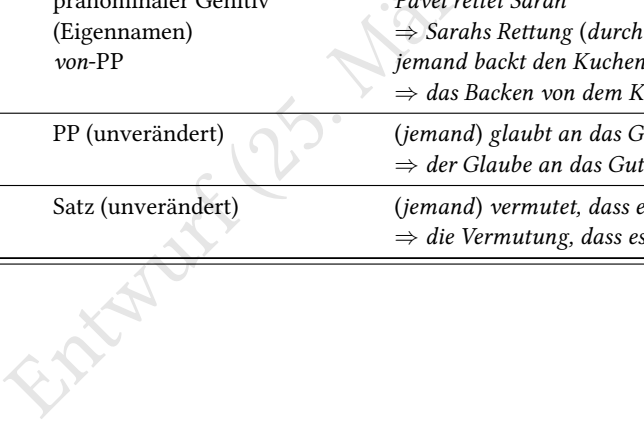 pränominaler Genitiv Pavel rettet Sarah
(Eigennamen) ⇒ Sarahs Rettung (durch
von-PP jemand backt den Kuchen
⇒ das Backen von dem K
PP (unverändert) (jemand) glaubt an das G
⇒ der Glaube an das Gut
Satz (unverändert) (jemand) vermutet, dass e
⇒ die Vermutung, dass es
Entwurf (25. Mä